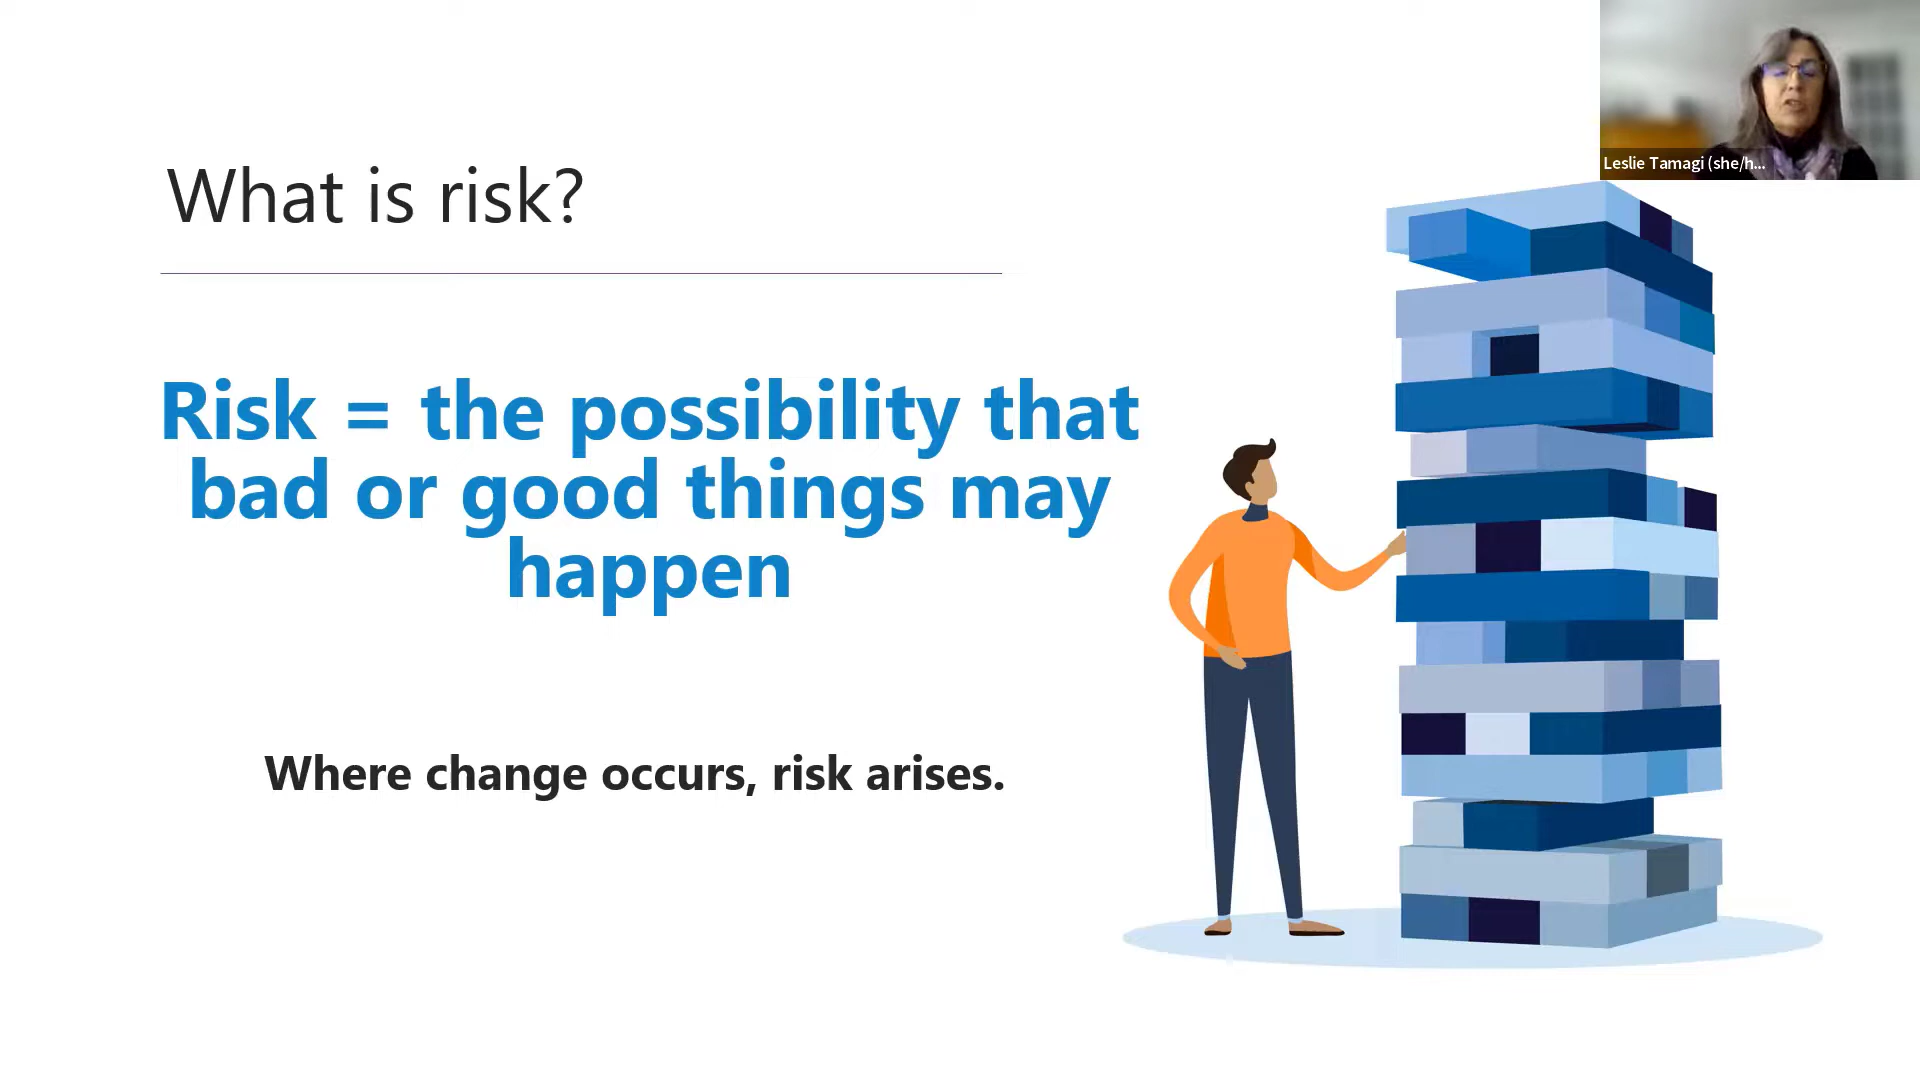 What is risk?
Risk = the possibility that
bad or good things may
happen
Where change occurs, risk arises.
Leslie Tamagi (she/h...